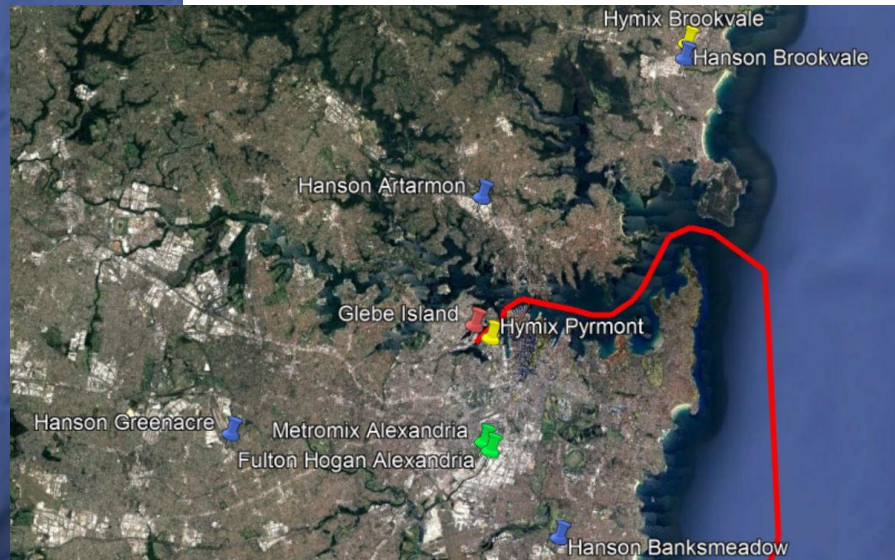 Hymix Brookvale
Hanson Brookvale
Hanson Artarmon
Glebe Island
Hymix Pyrmont
Hanson Greenacre
Metromix Alexandria
Fulton Hogan Alexandria
Hanson Banksmeadow